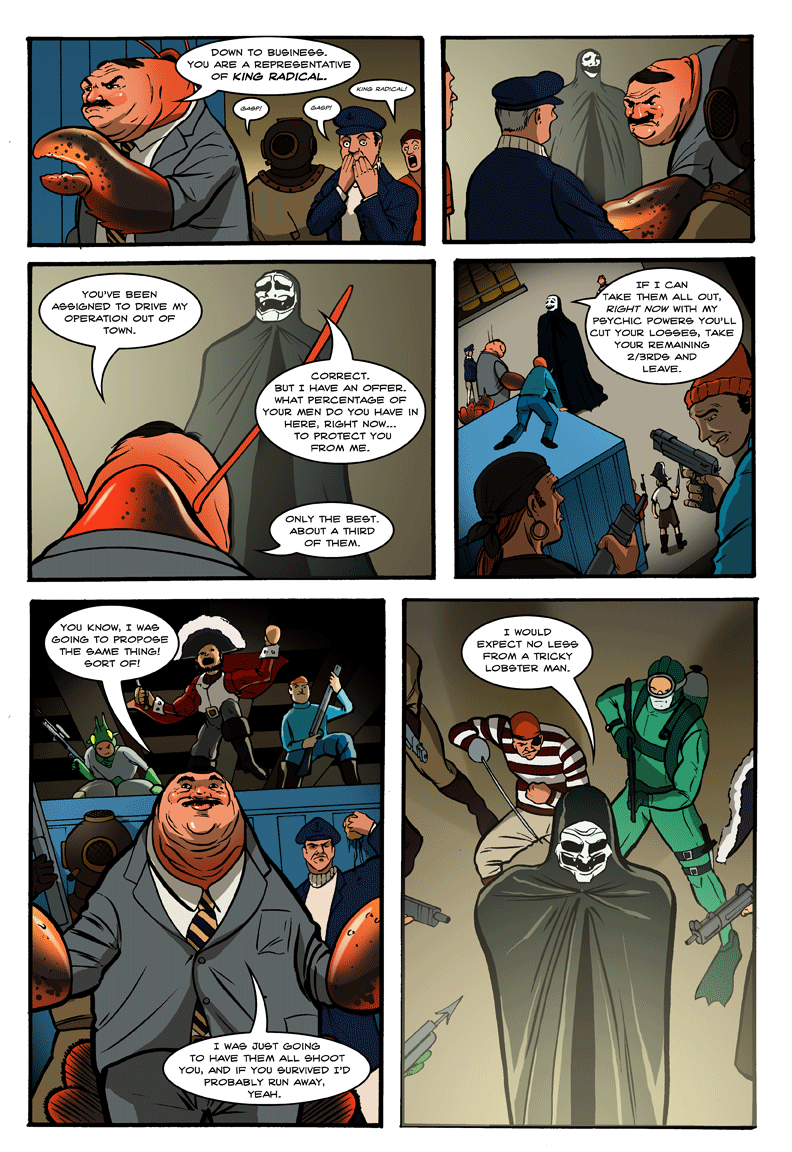 DOWN TO BUSINESS.
YOU ARE A REPRESENTATIVE
OF KING RADICAL.
GASP!
GASP!
KING RADICAL!
YOU'VE BEEN
ASSIGNED TO DRIVE MY
OPERATION OUT OF
TOWN.
CORRECT.
BUT I HAVE AN OFFER.
WHAT PERCENTAGE OF
YOUR MEN DO YOU HAVE IN
HERE, RIGHT NOW...
TO PROTECT YOU
FROM ME.
ONLY THE BEST.
ABOUT A THIRD
OF THEM.
IF I CAN
TAKE THEM ALL OUT,
RIGHT NOW WITH MY
PSYCHIC POWERS YOU'LL
CUT YOUR LOSSES, TAKE
YOUR REMAINING
2/3RDS AND
LEAVE.
YOU KNOW, I WAS
GOING TO PROPOSE
THE SAME THING!
SORT OF!
I WAS JUST GOING
TO HAVE THEM ALL SHOOT
YOU, AND IF YOU SURVIVED I'D
PROBABLY RUN AWAY,
YEAH.
I WOULD
EXPECT NO LESS
FROM A TRICKY
LOBSTER MAN.